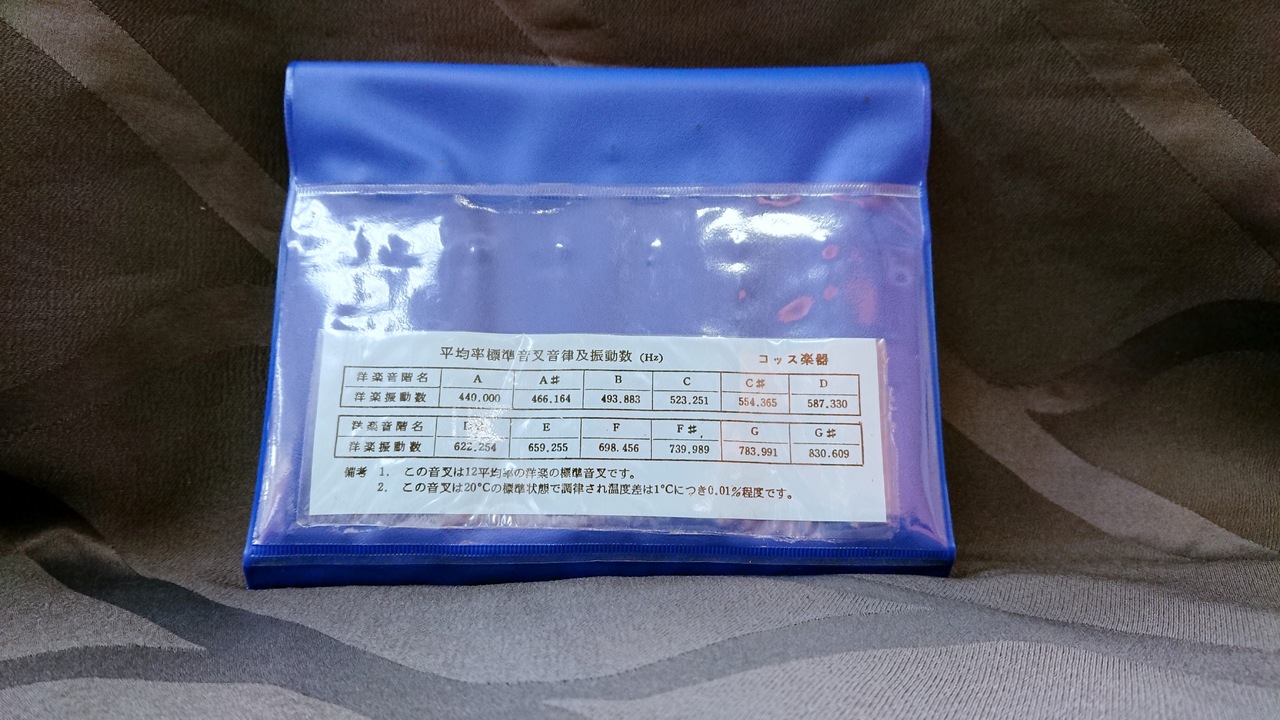 平均率標準音叉音律及振動数 (Hz) コッス楽器
洋楽音階名 A A♯ B C C♯ D
洋楽振動数 440.000 466.164 493.883 523.251 554.365 587.330
洋楽音階名 E F F♯ G G♯
洋楽振動数 622.254 659.255 698.456 739.989 783.991 830.609
備考 1. この音叉は12平均率の洋楽の標準音叉です。
2. この音叉は20°Cの標準状態で調律され温度差は1°Cにつき0.01%程度です。